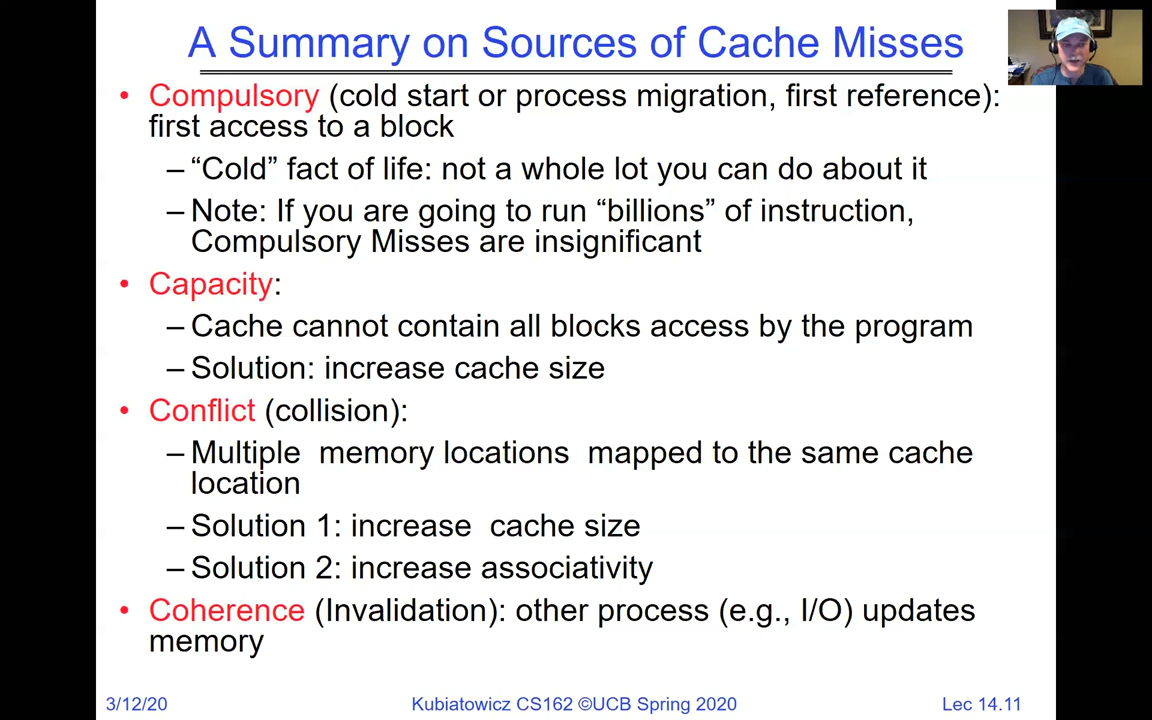 A Summary on Sources of Cache Misses
• Compulsory (cold start or process migration, first reference):
first access to a block
– “Cold” fact of life: not a whole lot you can do about it
– Note: If you are going to run “billions” of instruction,
Compulsory Misses are insignificant
• Capacity:
– Cache cannot contain all blocks access by the program
– Solution: increase cache size
• Conflict (collision):
– Multiple memory locations mapped to the same cache
location
– Solution 1: increase cache size
– Solution 2: increase associativity
• Coherence (Invalidation): other process (e.g., I/O) updates
memory
3/12/20 Kubiatowicz CS162 ©UCB Spring 2020 Lec 14.11